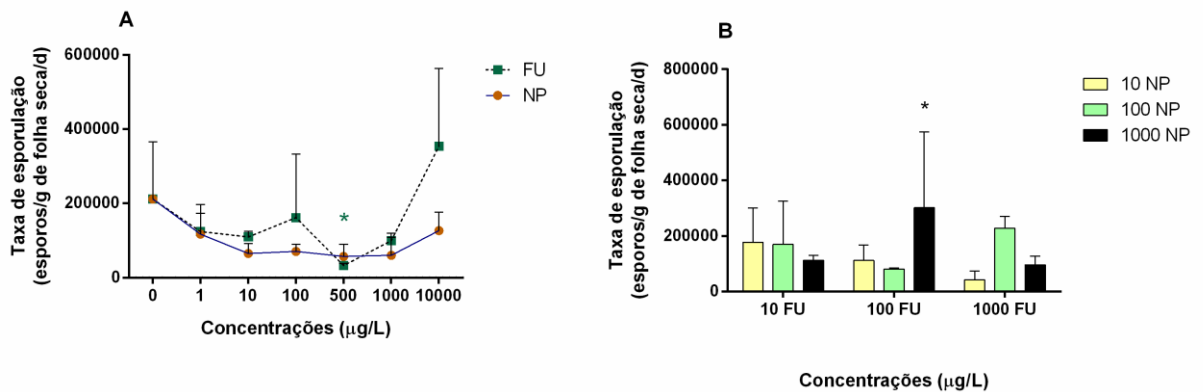 A
Taxa de esporulação
(esporos/g de folha seca/d)
600000
400000
200000
0
0 1 10 100 500 1000 10000
Concentrações (µg/L)
*
FU
NP
B
Taxa de esporulação
(esporos/g de folha seca/d)
800000
600000
400000
200000
0
10 FU 100 FU 1000 FU
Concentrações (µg/L)
*
10 NP
100 NP
1000 NP